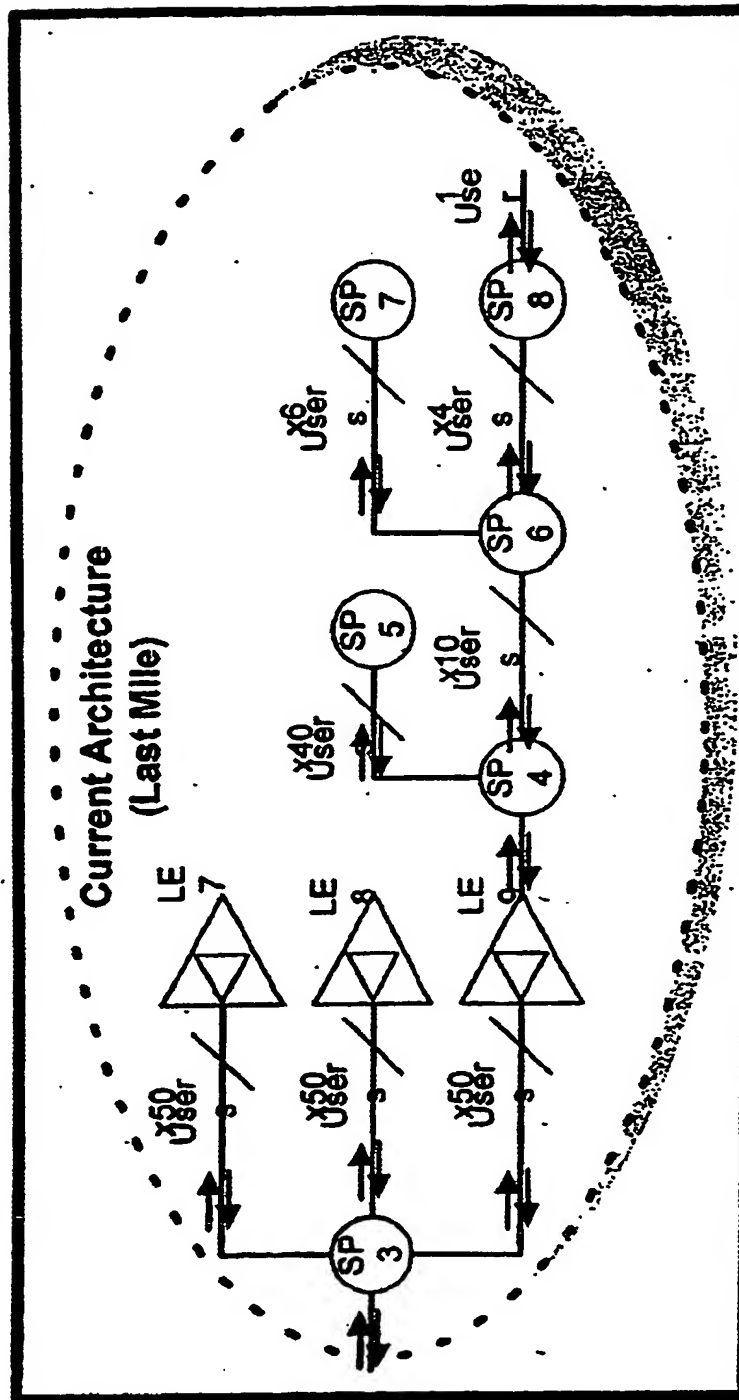 Current Architecture
(Last Mile)
LE
7
LE
8
LE
9
x50
User
s
x50
User
s
x50
User
s
SP
3
x40
User
SP
5
SP
4
x10
User
s
SP
6
x6
User
s
SP
7
x4
User
s
SP
8
1
Use
r